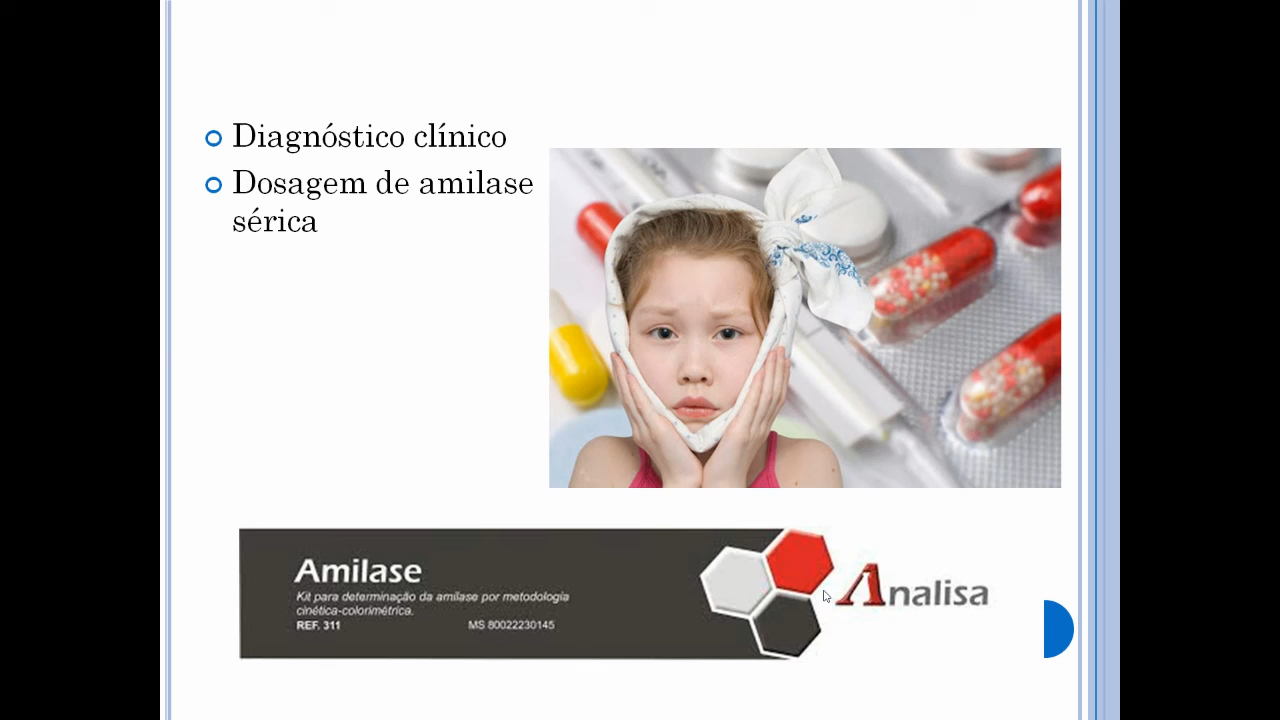 Diagnóstico clínico
Dosagem de amilase
sérica
Amilase
Kit para determinação da amilase por metodologia
cinética-colorimétrica.
REF. 311 MS 80022230145
Analisa